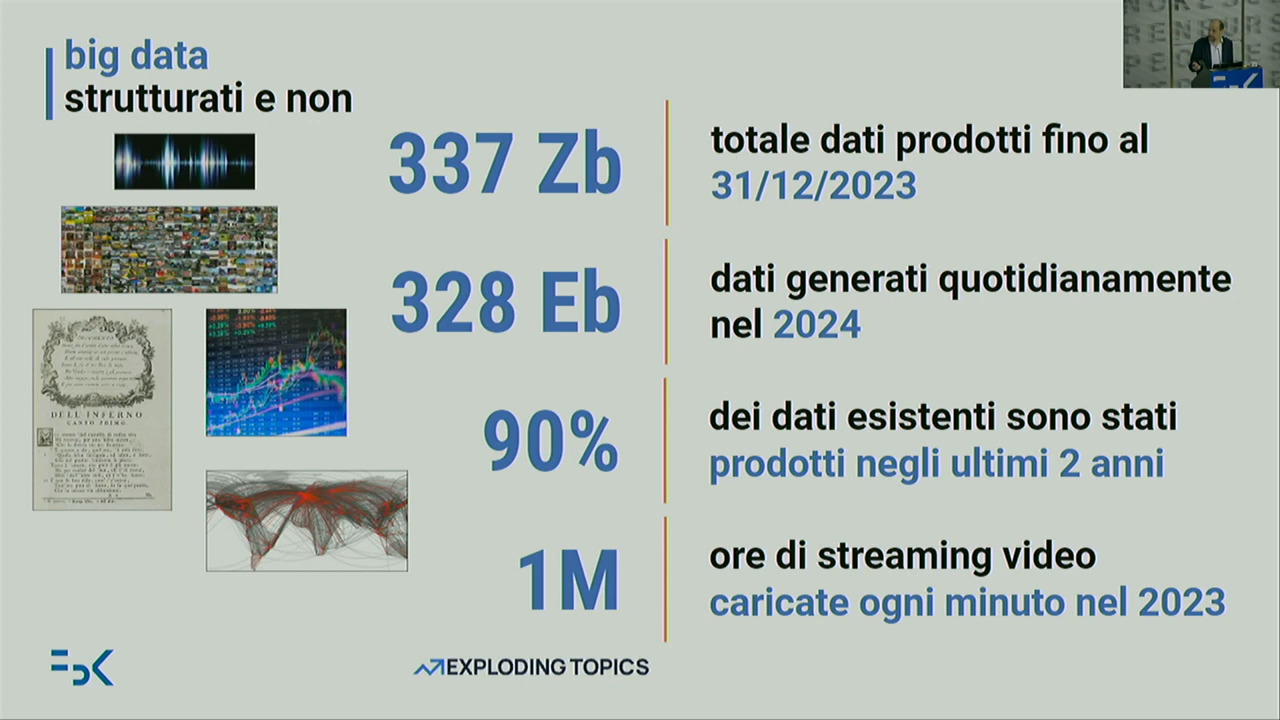 big data
strutturati e non
337 Zb
totale dati prodotti fino al
31/12/2023
328 Eb
dati generati quotidianamente
nel 2024
90%
dei dati esistenti sono stati
prodotti negli ultimi 2 anni
1M
ore di streaming video
caricate ogni minuto nel 2023
DELL' INFERNO
CANTO PRIMO.
FBK
EXPLODING TOPICS